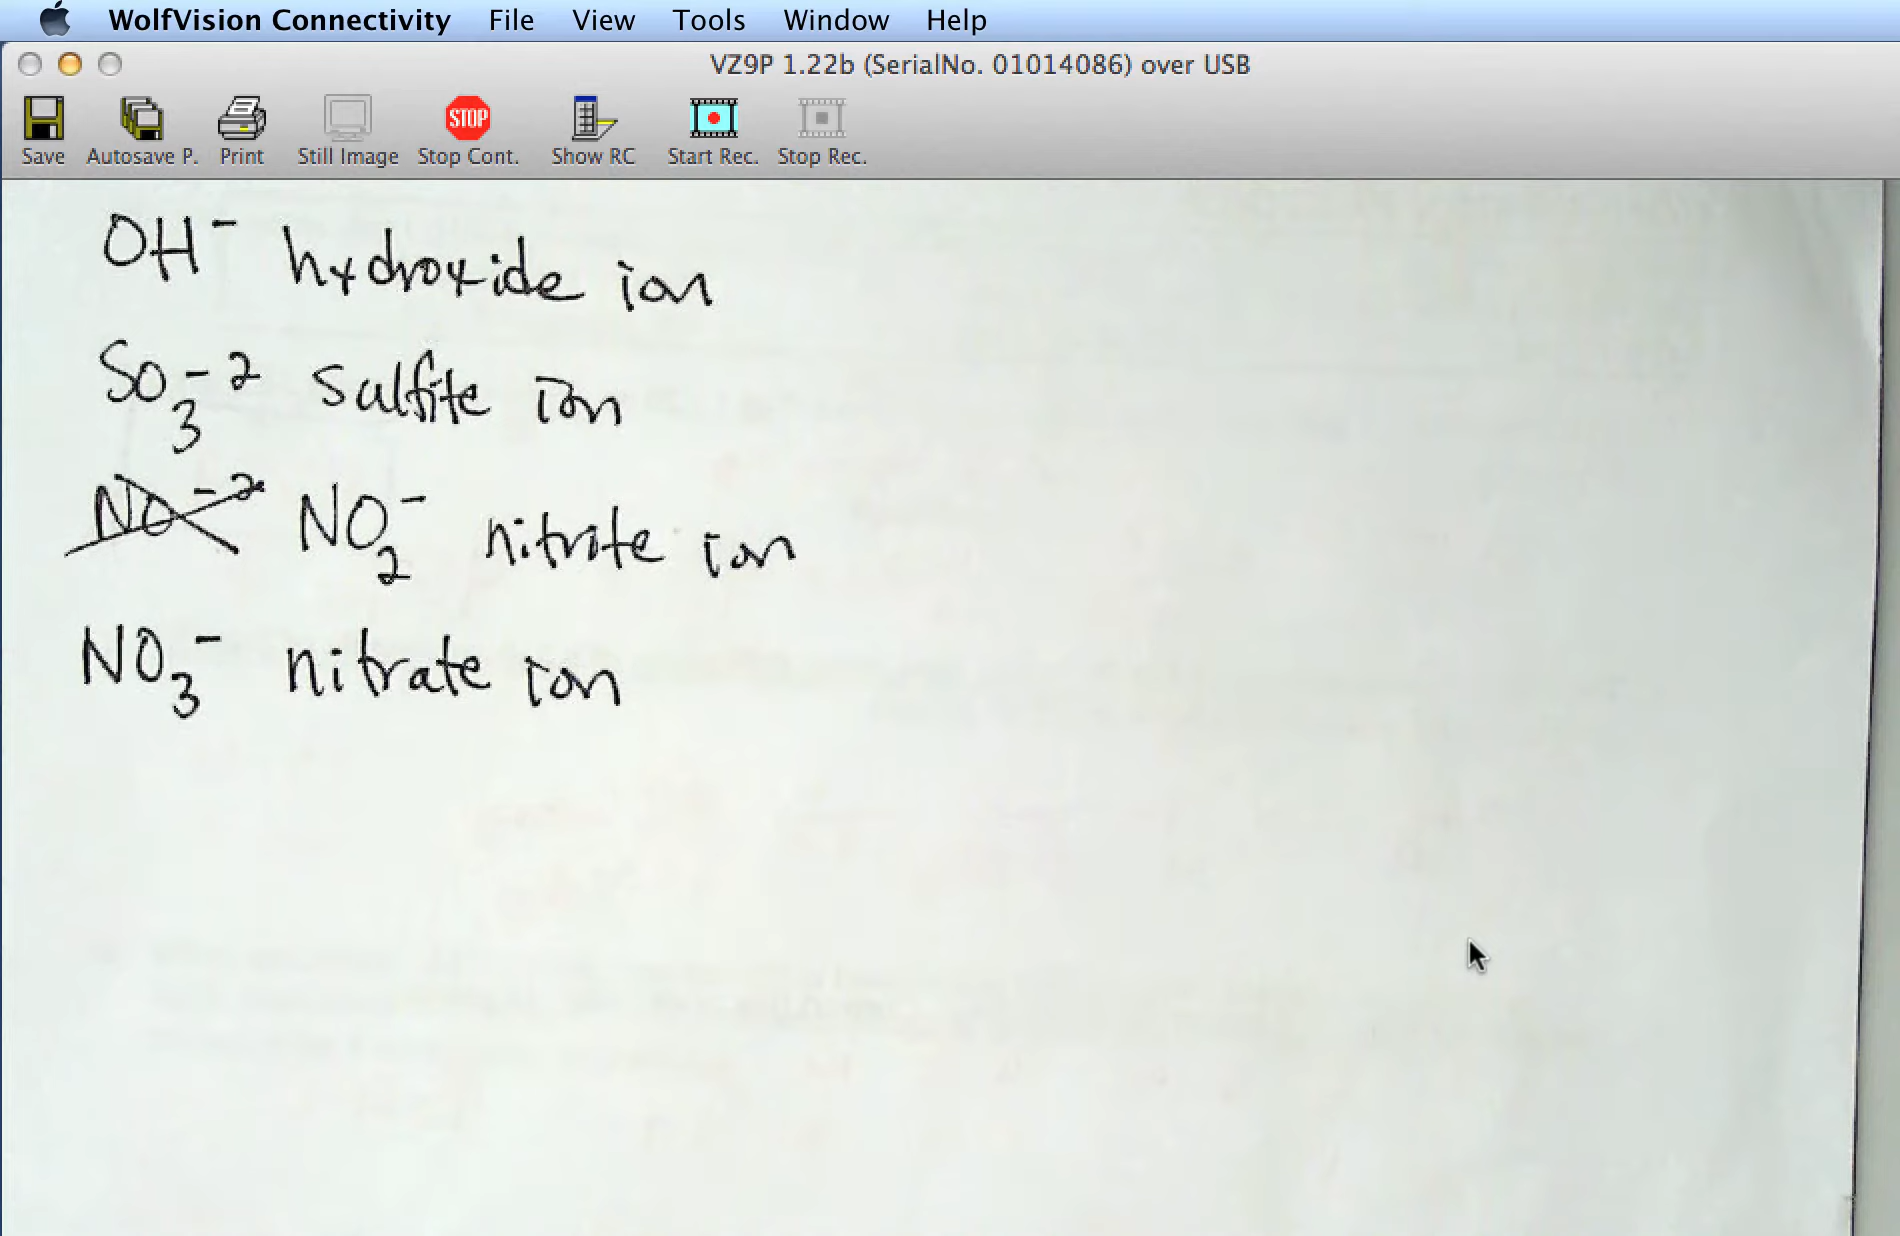 WolfVision Connectivity File View Tools Window Help
VZ9P 1.22b (SerialNo. 01014086) over USB
STOP
Save Autosave P. Print Still Image Stop Cont. Show RC Start Rec. Stop Rec.
OH⁻ hydroxide ion
SO₃⁻² sulfite ion
NO⁻² NO₂⁻ nitrite ion
NO₃⁻ nitrate ion